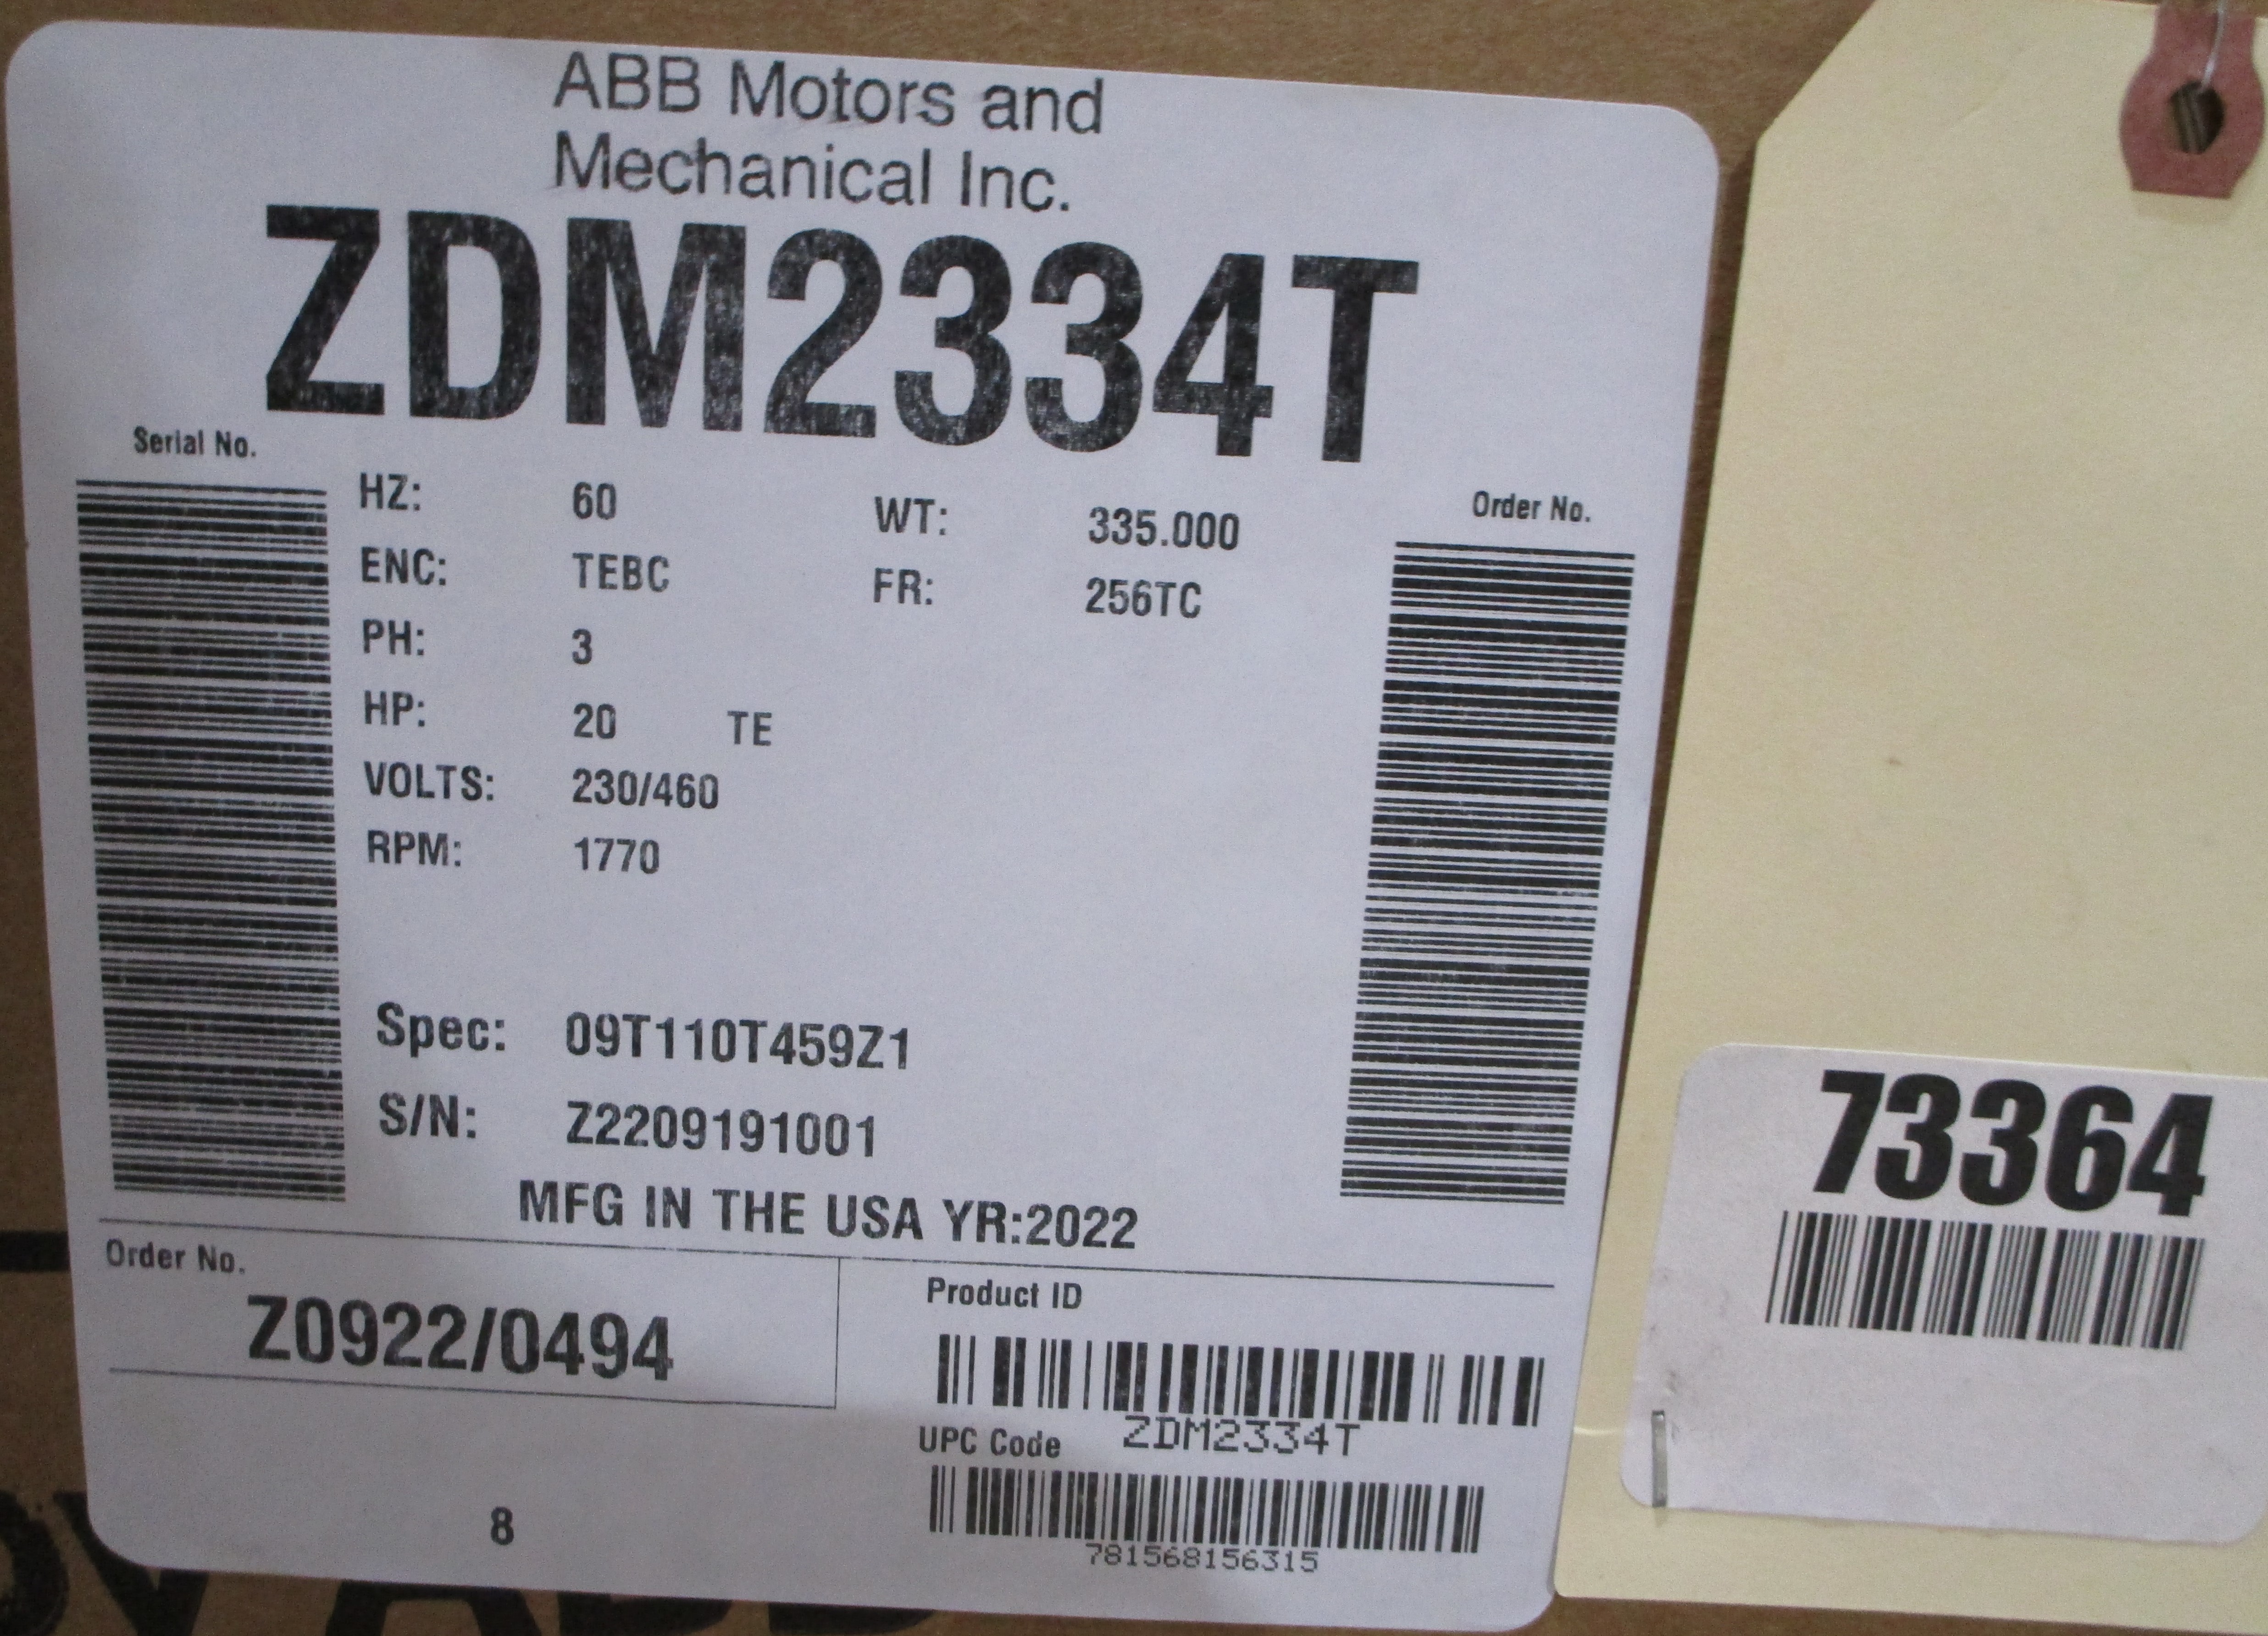 ABB Motors and
Mechanical Inc.
ZDM2334T
Serial No.
Order No.
HZ: 60 WT: 335.000
ENC: TEBC FR: 256TC
PH: 3
HP: 20 TE
VOLTS: 230/460
RPM: 1770
Spec: 09T110T459Z1
S/N: Z2209191001
MFG IN THE USA YR:2022
Order No.
Z0922/0494
Product ID
ZDM2334T
UPC Code
781568156315
8
73364
BY ABB